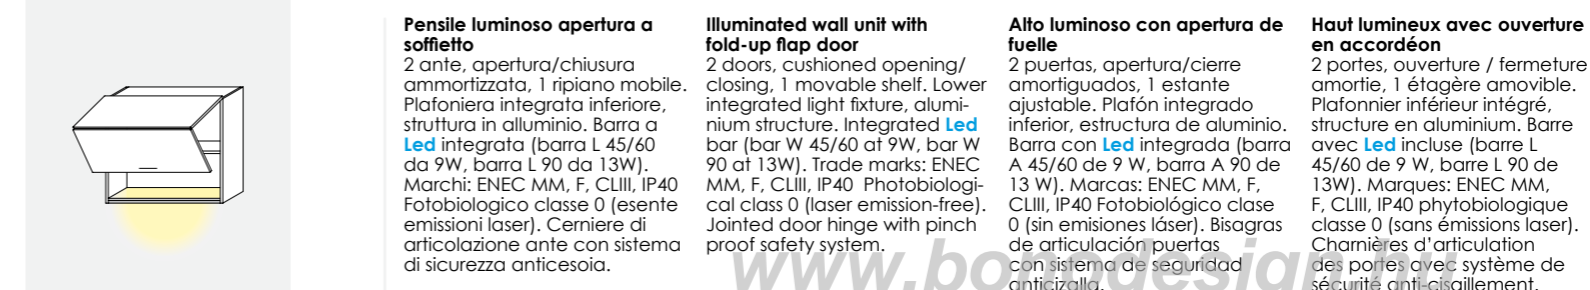 Pensile luminoso apertura a
soffietto
2 ante, apertura/chiusura
ammortizzata, 1 ripiano mobile.
Plafoniera integrata inferiore,
struttura in alluminio. Barra a
Led integrata (barra L 45/60
da 9W, barra L 90 da 13W).
Marchi: ENEC MM, F, CLIII, IP40
Fotobiologico classe 0 (esente
emissioni laser). Cerniere di
articolazione ante con sistema
di sicurezza anticesoia.
Illuminated wall unit with
fold-up flap door
2 doors, cushioned opening/
closing, 1 movable shelf. Lower
integrated light fixture, alumi-
nium structure. Integrated Led
bar (bar W 45/60 at 9W, bar W
90 at 13W). Trade marks: ENEC
MM, F, CLIII, IP40 Photobiologi-
cal class 0 (laser emission-free).
Jointed door hinge with pinch
proof safety system.
Alto luminoso con apertura de
fuelle
2 puertas, apertura/cierre
amortiguados, 1 estante
ajustable. Plafón integrado
inferior, estructura de aluminio.
Barra con Led integrada (barra
A 45/60 de 9 W, barra A 90 de
13 W). Marcas: ENEC MM, F,
CLIII, IP40 Fotobiológico clase
0 (sin emisiones láser). Bisagras
de articulación puertas
con sistema de seguridad
anticizalla.
Haut lumineux avec ouverture
en accordéon
2 portes, ouverture / fermeture
amortie, 1 étagère amovible.
Plafonnier inférieur intégré,
structure en aluminium. Barre
avec Led incluse (barre L
45/60 de 9 W, barre L 90 de
13W). Marques: ENEC MM,
F, CLIII, IP40 phytobiologique
classe 0 (sans émissions laser).
Charnières d'articulation
des portes avec système de
sécurité anti-cisaillement.
www.bonodesign.hu